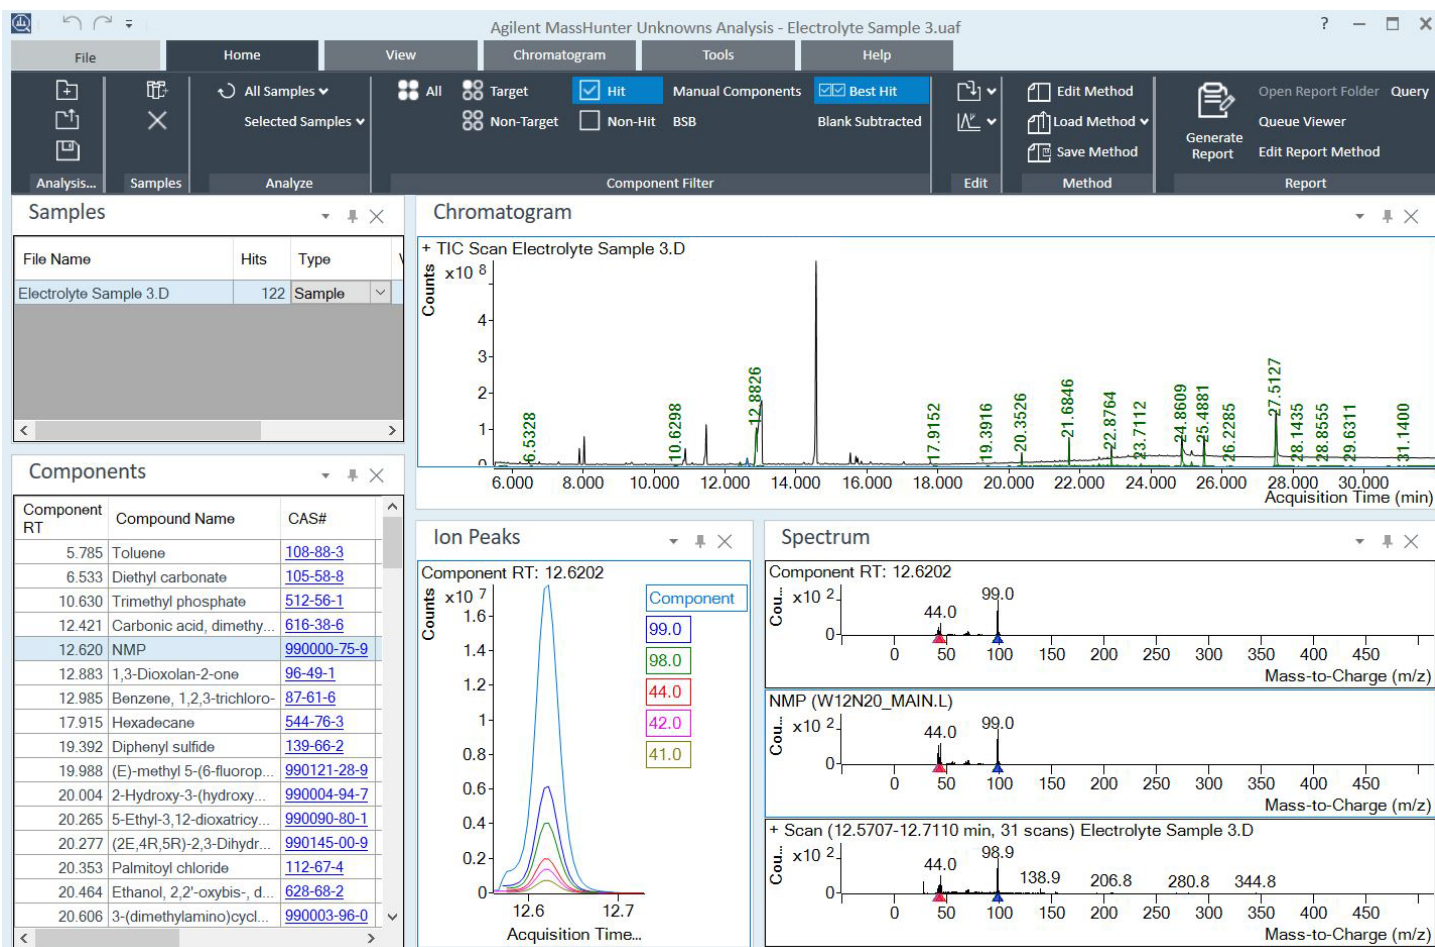 Agilent MassHunter Unknowns Analysis - Electrolyte Sample 3.uaf
?
File Home View Chromatogram Tools Help
All Samples
Selected Samples
All Target Hit Manual Components Best Hit
Non-Target Non-Hit BSB Blank Subtracted
Edit Method
Load Method
Save Method
Generate
Report
Open Report Folder Query
Queue Viewer
Edit Report Method
Analysis... Samples Analyze Component Filter Edit Method Report
Samples
File Name Hits Type
Electrolyte Sample 3.D 122 Sample
Chromatogram
+ TIC Scan Electrolyte Sample 3.D
Counts
x10 8
4
3
2
1
0
6.5328
10.6298
12.8826
17.9152
19.3916
20.3526
21.6846
22.8764
23.7112
24.8609
25.4881
26.2285
27.5127
28.1435
28.8555
29.6311
31.1400
6.000 8.000 10.000 12.000 14.000 16.000 18.000 20.000 22.000 24.000 26.000 28.000 30.000
Acquisition Time (min)
Components
Component RT Compound Name CAS#
5.785 Toluene 108-88-3
6.533 Diethyl carbonate 105-58-8
10.630 Trimethyl phosphate 512-56-1
12.421 Carbonic acid, dimethy... 616-38-6
12.620 NMP 990000-75-9
12.883 1,3-Dioxolan-2-one 96-49-1
12.985 Benzene, 1,2,3-trichloro- 87-61-6
17.915 Hexadecane 544-76-3
19.392 Diphenyl sulfide 139-66-2
19.988 (E)-methyl 5-(6-fluorop... 990121-28-9
20.004 2-Hydroxy-3-(hydroxy... 990004-94-7
20.265 5-Ethyl-3,12-dioxatricy... 990090-80-1
20.277 (2E,4R,5R)-2,3-Dihydr... 990145-00-9
20.353 Palmitoyl chloride 112-67-4
20.464 Ethanol, 2,2'-oxybis-, d... 628-68-2
20.606 3-(dimethylamino)cycl... 990003-96-0
Ion Peaks
Component RT: 12.6202
Counts
x10 7
1.6
1.4
1.2
1
0.8
0.6
0.4
0.2
0
Component
99.0
98.0
44.0
42.0
41.0
12.6 12.7
Acquisition Time...
Spectrum
Component RT: 12.6202
Cou...
x10 2
0
44.0
99.0
0 50 100 150 200 250 300 350 400 450
Mass-to-Charge (m/z)
NMP (W12N20_MAIN.L)
Cou...
x10 2
0
44.0
99.0
0 50 100 150 200 250 300 350 400 450
Mass-to-Charge (m/z)
+ Scan (12.5707-12.7110 min, 31 scans) Electrolyte Sample 3.D
Cou...
x10 2
0
44.0
98.9
138.9 206.8 280.8 344.8
0 50 100 150 200 250 300 350 400 450
Mass-to-Charge (m/z)